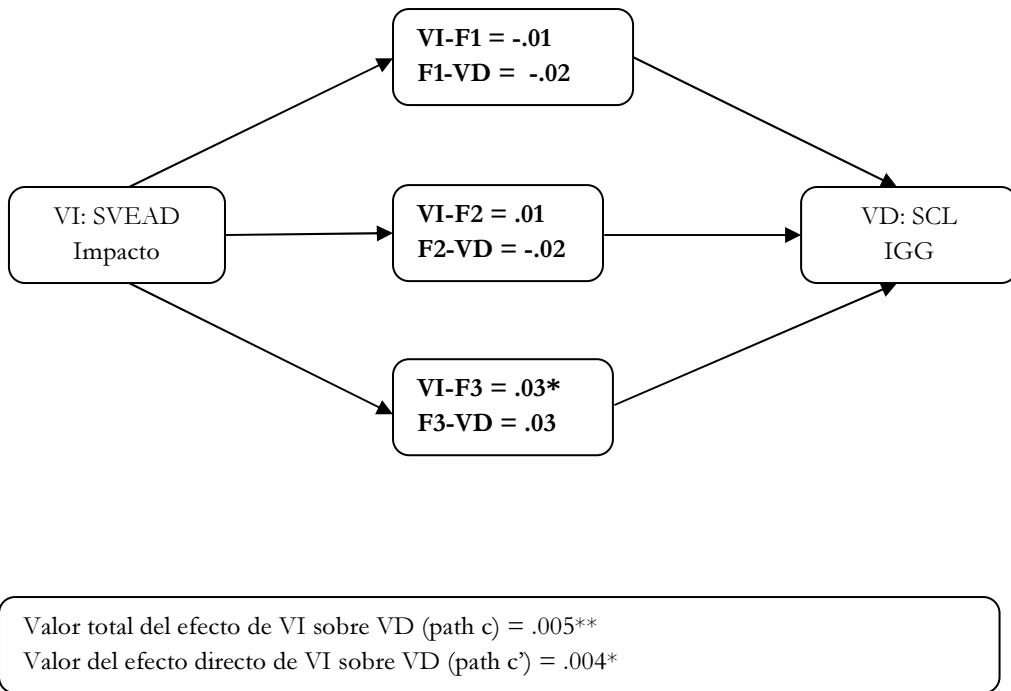 VI-F1 = -.01
F1-VD =  -.02
VI: SVEAD
Impacto
VI-F2 = .01
F2-VD = -.02
VD: SCL
IGG
VI-F3 = .03*
F3-VD = .03
Valor total del efecto de VI sobre VD (path c) = .005**
Valor del efecto directo de VI sobre VD (path c’) = .004*